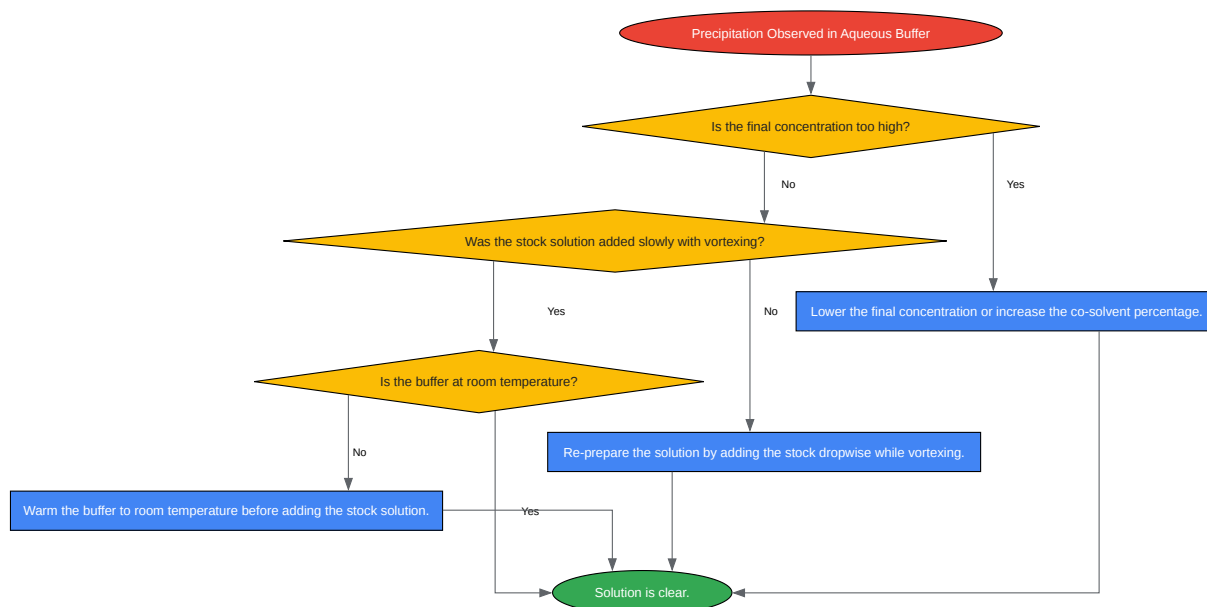 Precipitation Observed in Aqueous Buffer
Is the final concentration too high?
No
Yes
Was the stock solution added slowly with vortexing?
Yes
No
Lower the final concentration or increase the co-solvent percentage.
Is the buffer at room temperature?
No
Re-prepare the solution by adding the stock dropwise while vortexing.
Warm the buffer to room temperature before adding the stock solution.
Yes
Solution is clear.